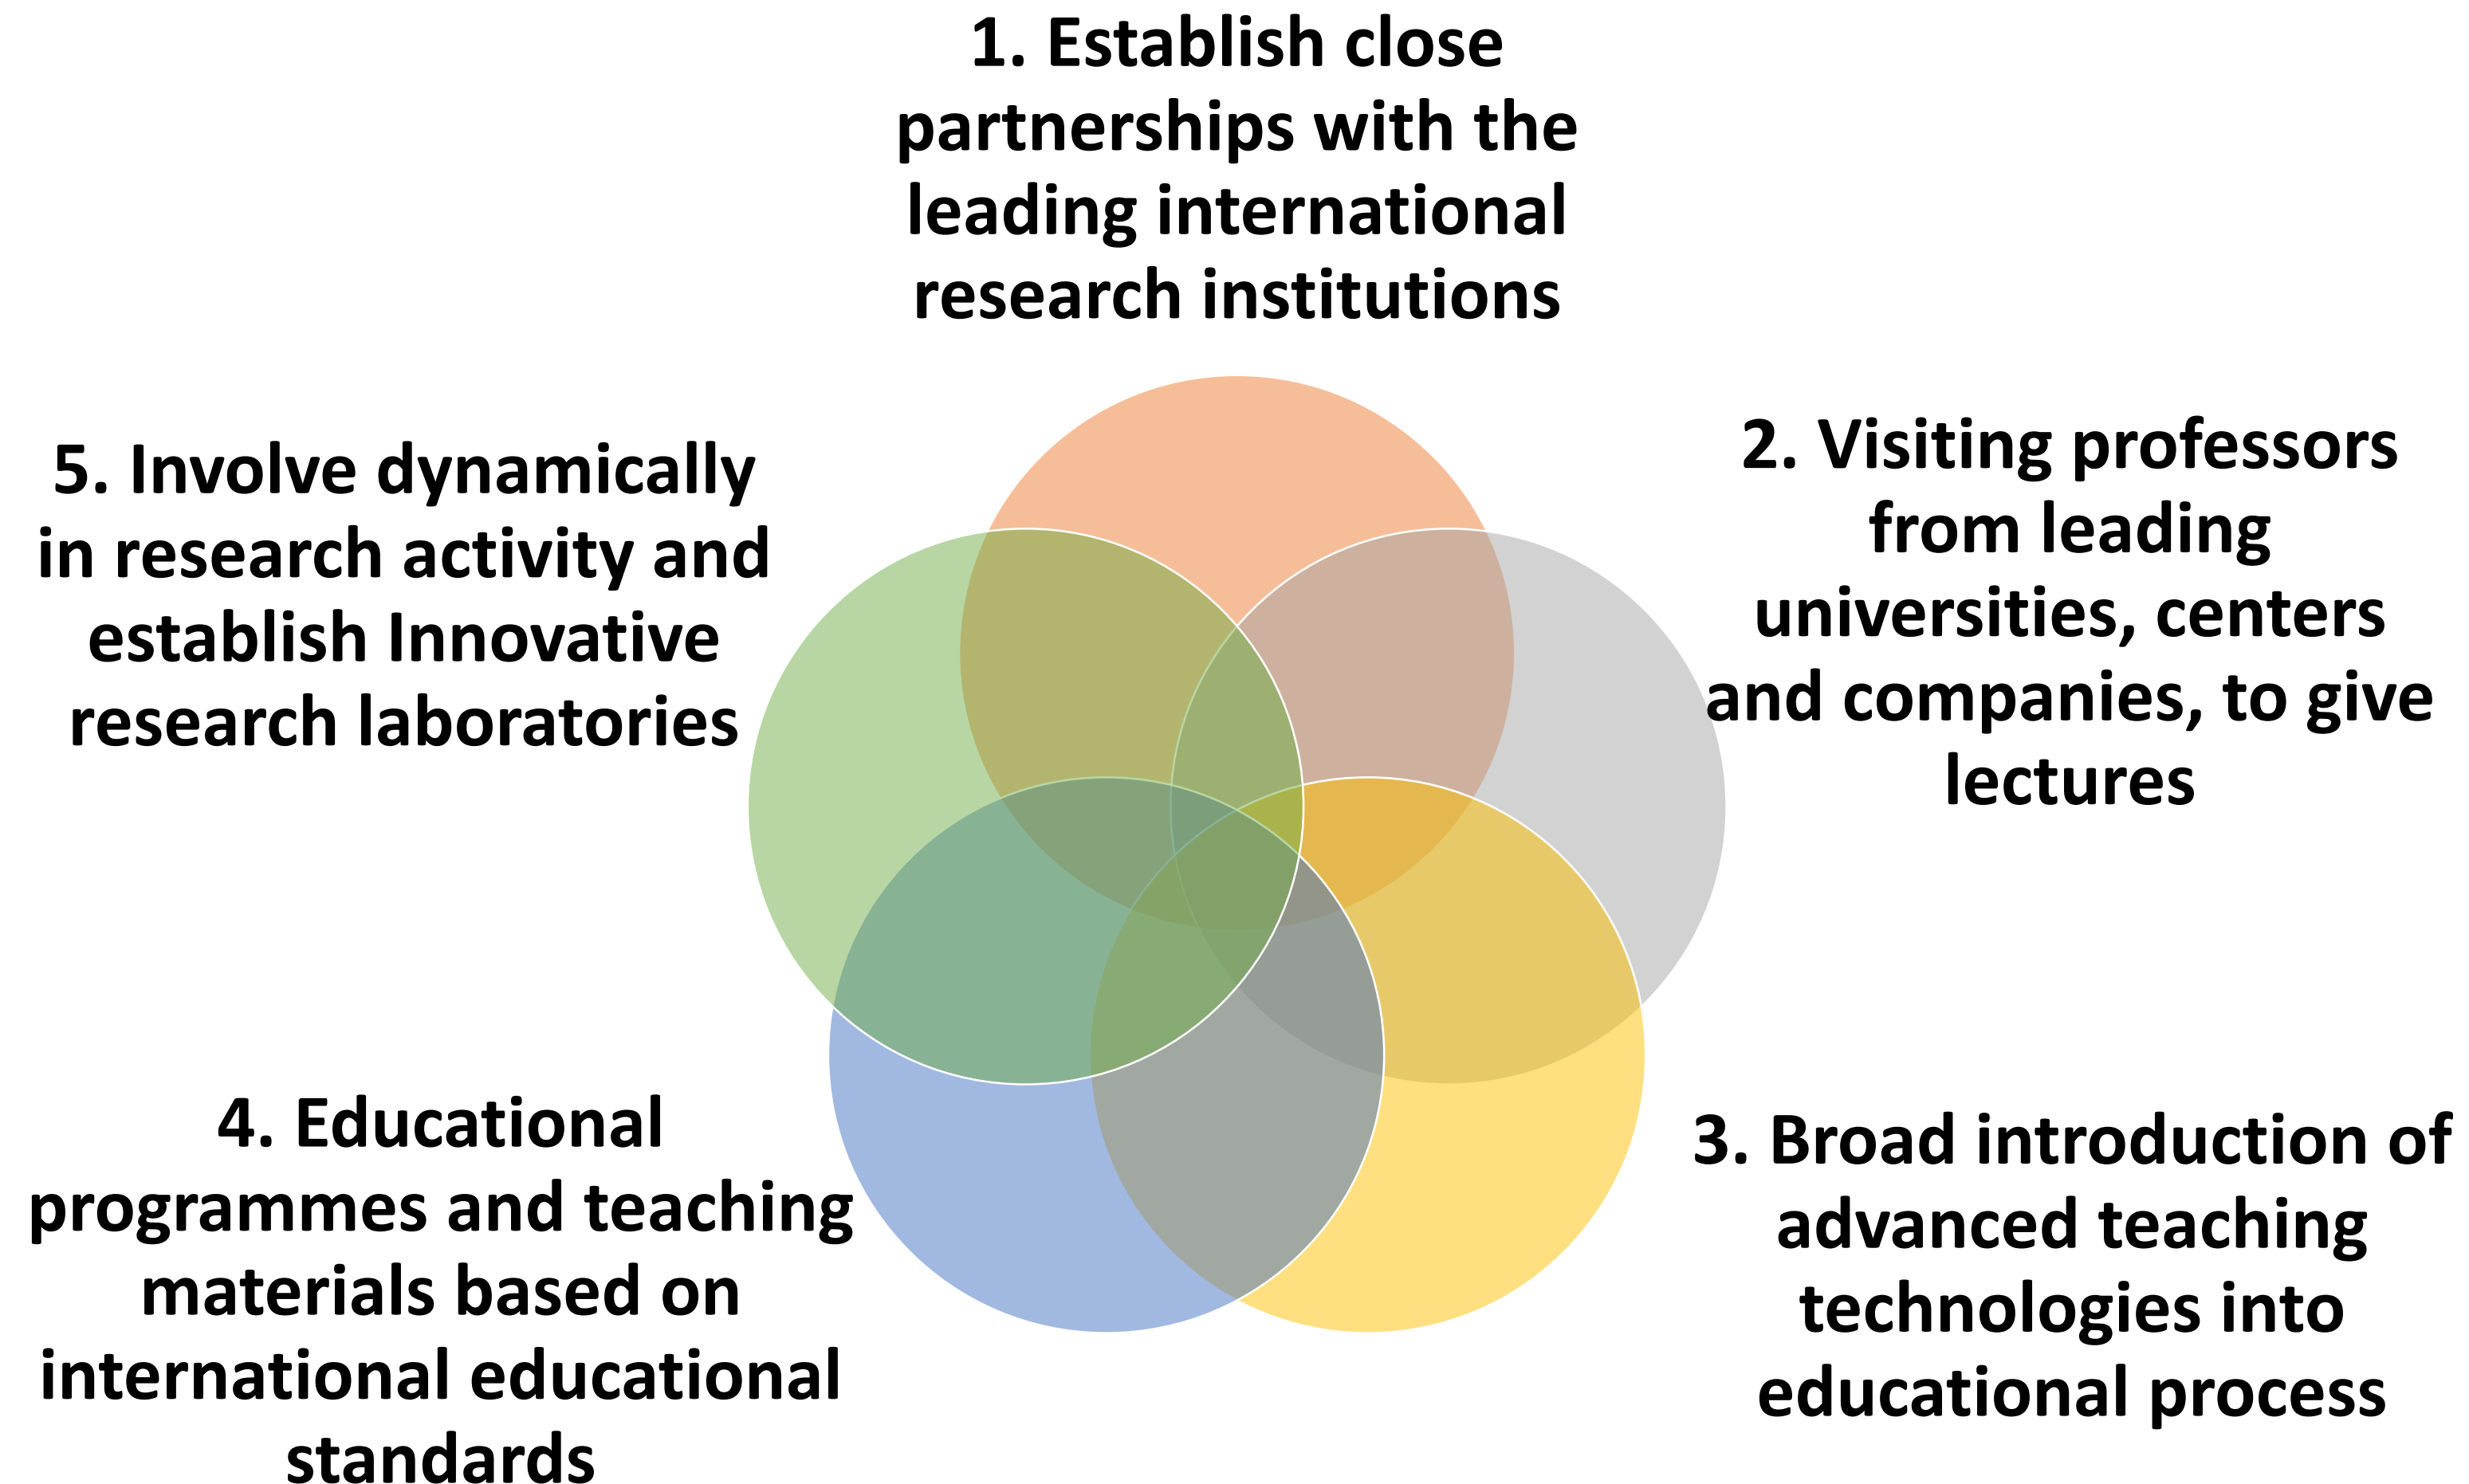 1. Establish close
partnerships with the
leading international
research institutions
2. Visiting professors
from leading
universities, centers
and companies, to give
lectures
3. Broad introduction of
advanced teaching
technologies into
educational process
4. Educational
programmes and teaching
materials based on
international educational
standards
5. Involve dynamically
in research activity and
establish Innovative
research laboratories